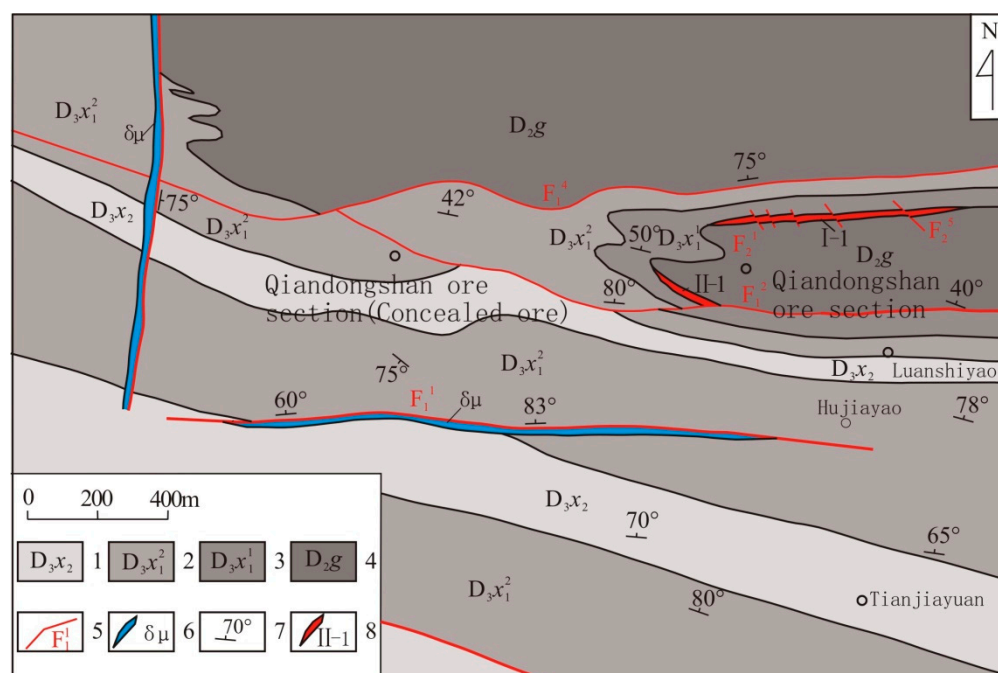 N
D₃x₁²
δμ
D₂g
75°
75°
42°
F₁⁴
D₃x₂
D₃x₁²
D₃x₁²
50°
D₃x₁¹
F₂¹
I-1
F₂⁴
D₂g
Qiandongshan ore
section(Concealed ore)
80°
II-1
F₁²
Qiandongshan
ore section
40°
D₃x₁²
D₃x₂
Luanshiyao
75°
F₁¹
60°
δμ
83°
Hujiayao
78°
D₃x₂
70°
65°
D₃x₁²
80°
Tianjiayuan
0 200 400m
D₃x₂ 1 D₃x₁² 2 D₃x₁¹ 3 D₂g 4
F₁¹ 5 δμ 6 70° 7 II-1 8